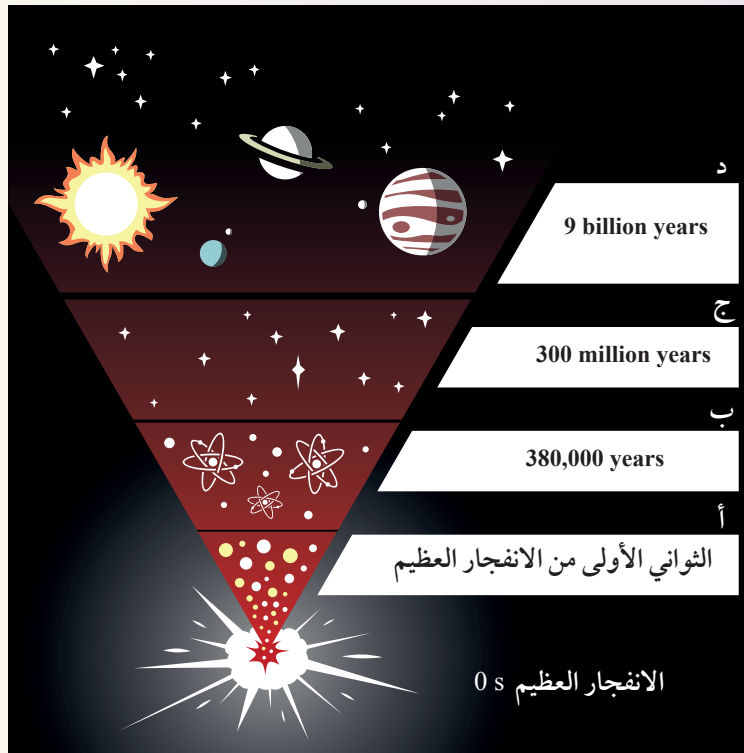 د
9 billion years
ج
300 million years
ب
380,000 years
أ
الثواني الأولى من الانفجار العظيم
الانفجار العظيم 0 s